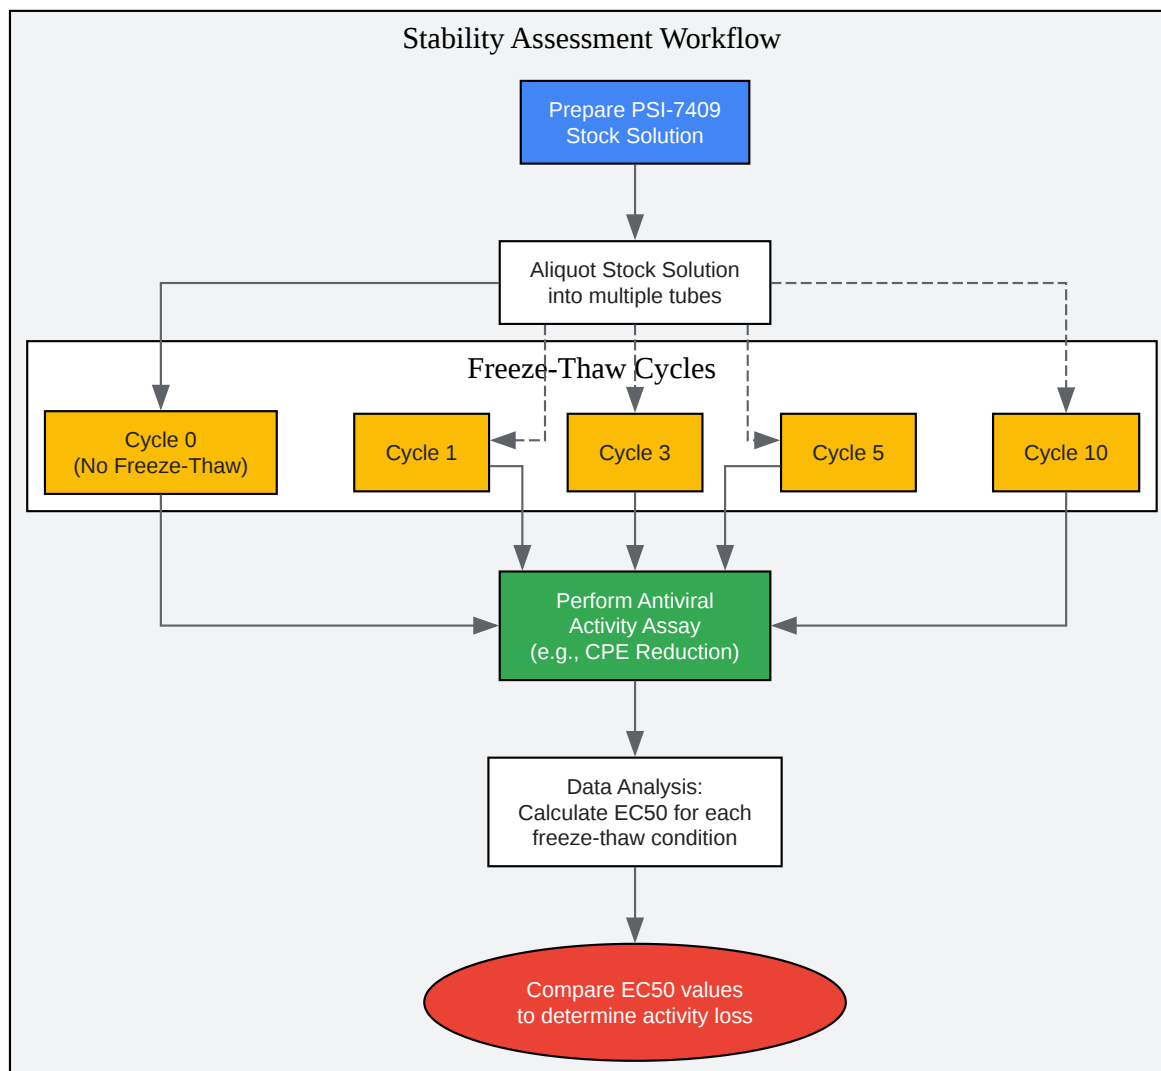 Stability Assessment Workflow
Prepare PSI-7409
Stock Solution
Aliquot Stock Solution
into multiple tubes
Freeze-Thaw Cycles
Cycle 0
(No Freeze-Thaw)
Cycle 1
Cycle 3
Cycle 5
Cycle 10
Perform Antiviral
Activity Assay
(e.g., CPE Reduction)
Data Analysis:
Calculate EC50 for each
freeze-thaw condition
Compare EC50 values
to determine activity loss